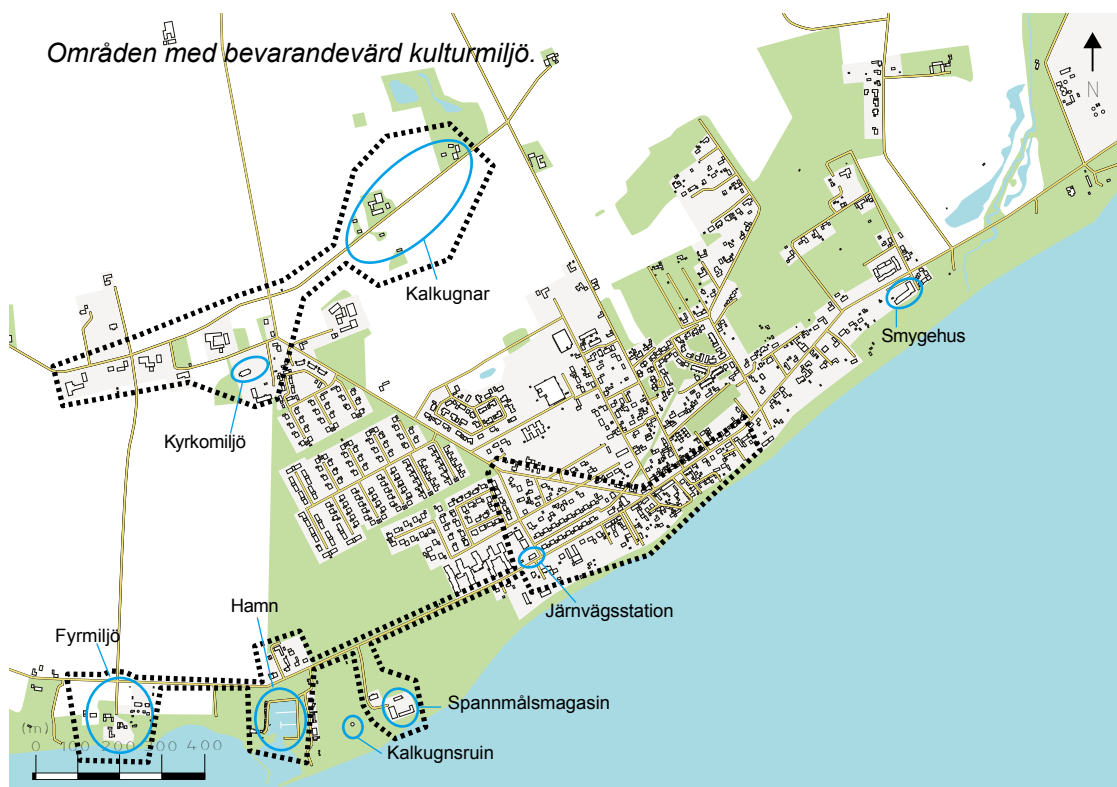 Områden med bevarandevärd kulturmiljö.
N
Kalkugnar
Smygehus
Kyrkomiljö
Järnvägsstation
Hamn
Fyrmiljö
Spannmålsmagasin
Kalkugnsruin
(m)
0 100 200 300 400